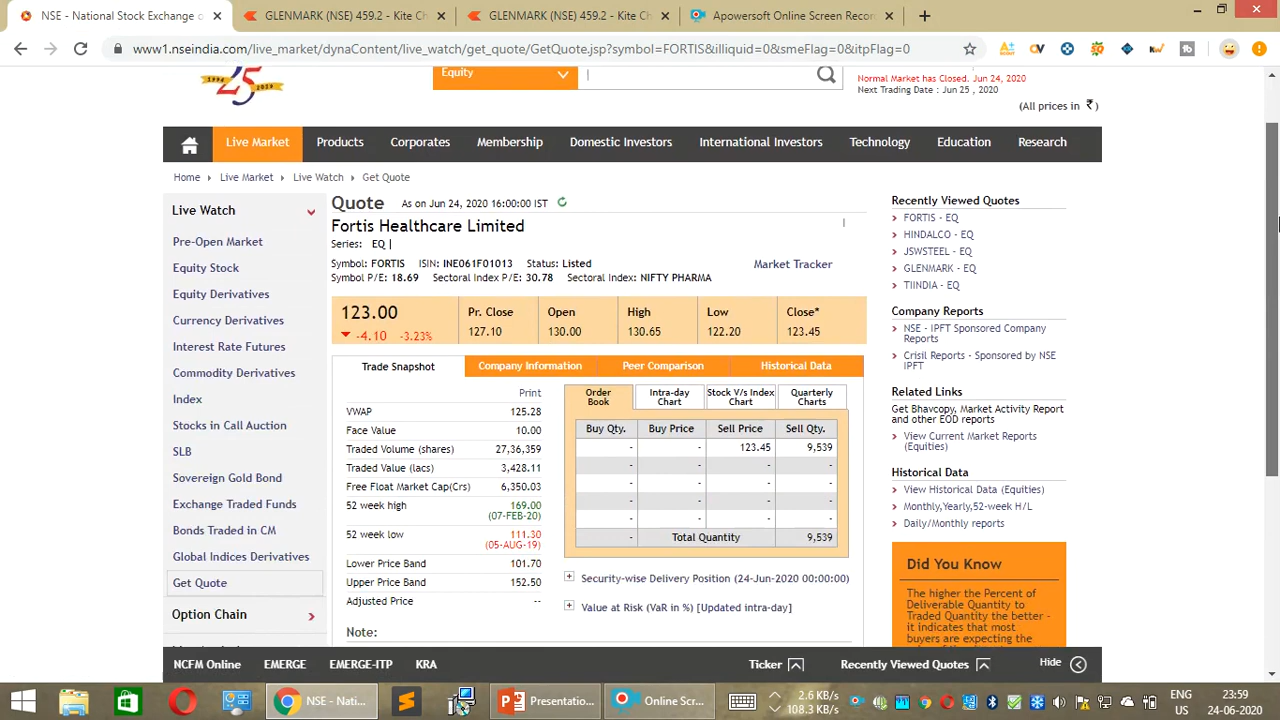 NSE - National Stock Exchange o
GLENMARK (NSE) 459.2 - Kite Ch
GLENMARK (NSE) 459.2 - Kite Ch
Apowersoft Online Screen Recor
www1.nseindia.com/live_market/dynaContent/live_watch/get_quote/GetQuote.jsp?symbol=FORTIS&illiquid=0&smeFlag=0&itpFlag=0
Equity
Normal Market has Closed. Jun 24, 2020
Next Trading Date : Jun 25 , 2020
(All prices in ₹)
Live Market
Products
Corporates
Membership
Domestic Investors
International Investors
Technology
Education
Research
Home
Live Market
Live Watch
Get Quote
Live Watch
Pre-Open Market
Equity Stock
Equity Derivatives
Currency Derivatives
Interest Rate Futures
Commodity Derivatives
Index
Stocks in Call Auction
SLB
Sovereign Gold Bond
Exchange Traded Funds
Bonds Traded in CM
Global Indices Derivatives
Get Quote
Option Chain
Quote As on Jun 24, 2020 16:00:00 IST
Fortis Healthcare Limited
Series: EQ |
Symbol: FORTIS ISIN: INE061F01013 Status: Listed
Market Tracker
Symbol P/E: 18.69 Sectoral Index P/E: 30.78 Sectoral Index: NIFTY PHARMA
123.00 Pr. Close Open High Low Close*
-4.10 -3.23% 127.10 130.00 130.65 122.20 123.45
Trade Snapshot
Company Information
Peer Comparison
Historical Data
Print
VWAP 125.28
Face Value 10.00
Traded Volume (shares) 27,36,359
Traded Value (lacs) 3,428.11
Free Float Market Cap(Crs) 6,350.03
52 week high 169.00
(07-FEB-20)
52 week low 111.30
(05-AUG-19)
Lower Price Band 101.70
Upper Price Band 152.50
Adjusted Price --
Note:
Order
Book
Intra-day
Chart
Stock V/s Index
Chart
Quarterly
Charts
Buy Qty. Buy Price Sell Price Sell Qty.
- - 123.45 9,539
- - - -
- - - -
- - - -
- - - -
- Total Quantity 9,539
Security-wise Delivery Position (24-Jun-2020 00:00:00)
Value at Risk (VaR in %) [Updated intra-day]
Recently Viewed Quotes
FORTIS - EQ
HINDALCO - EQ
JSWSTEEL - EQ
GLENMARK - EQ
TIINDIA - EQ
Company Reports
NSE - IPFT Sponsored Company
Reports
Crisil Reports - Sponsored by NSE
IPFT
Related Links
Get Bhavcopy, Market Activity Report
and other EOD reports
View Current Market Reports
(Equities)
Historical Data
View Historical Data (Equities)
Monthly,Yearly,52-week H/L
Daily/Monthly reports
Did You Know
The higher the Percent of
Deliverable Quantity to
Traded Quantity the better -
it indicates that most
buyers are expecting the
NCFM Online
EMERGE
EMERGE-ITP
KRA
Ticker
Recently Viewed Quotes
Hide
NSE - Nati...
Presentatio...
Online Scr...
2.6 KB/s
108.3 KB/s
ENG
US
23:59
24-06-2020